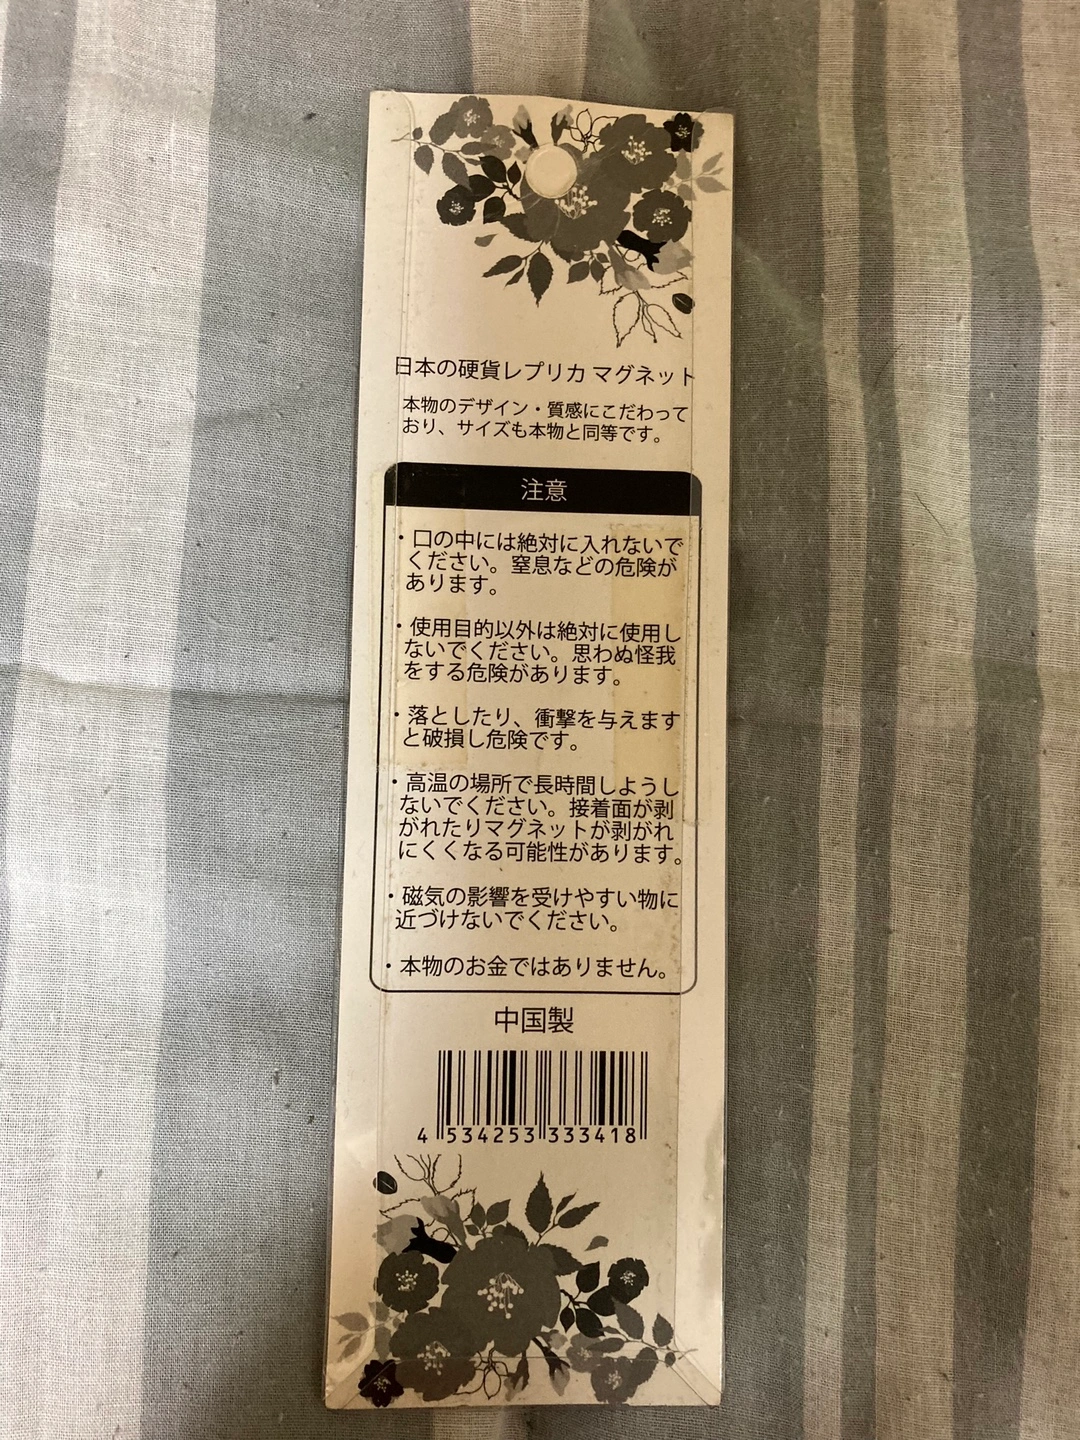 日本の硬貨レプリカ マグネット
本物のデザイン・質感にこだわって
おり、サイズも本物と同等です。
注意
・口の中には絶対に入れないで
ください。窒息などの危険が
あります。
・使用目的以外は絶対に使用し
ないでください。思わぬ怪我
をする危険があります。
・落としたり、衝撃を与えます
と破損し危険です。
・高温の場所で長時間しようし
ないでください。接着面が剥
がれたりマグネットが剥がれ
にくくなる可能性があります。
・磁気の影響を受けやすい物に
近づけないでください。
・本物のお金ではありません。
中国製
4 534253 333418